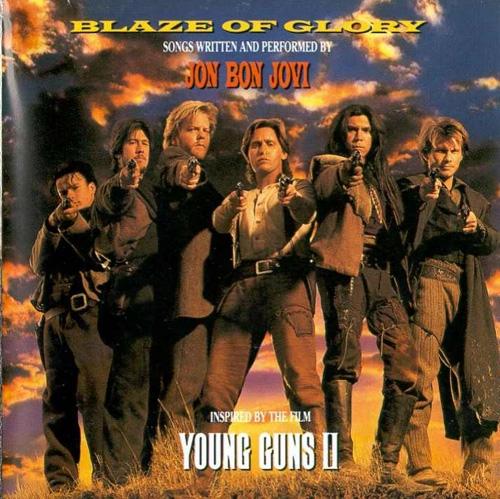 BLAZE OF GLORY
SONGS WRITTEN AND PERFORMED BY
JON BON JOVI
INSPIRED BY THE FILM
YOUNG GUNS II